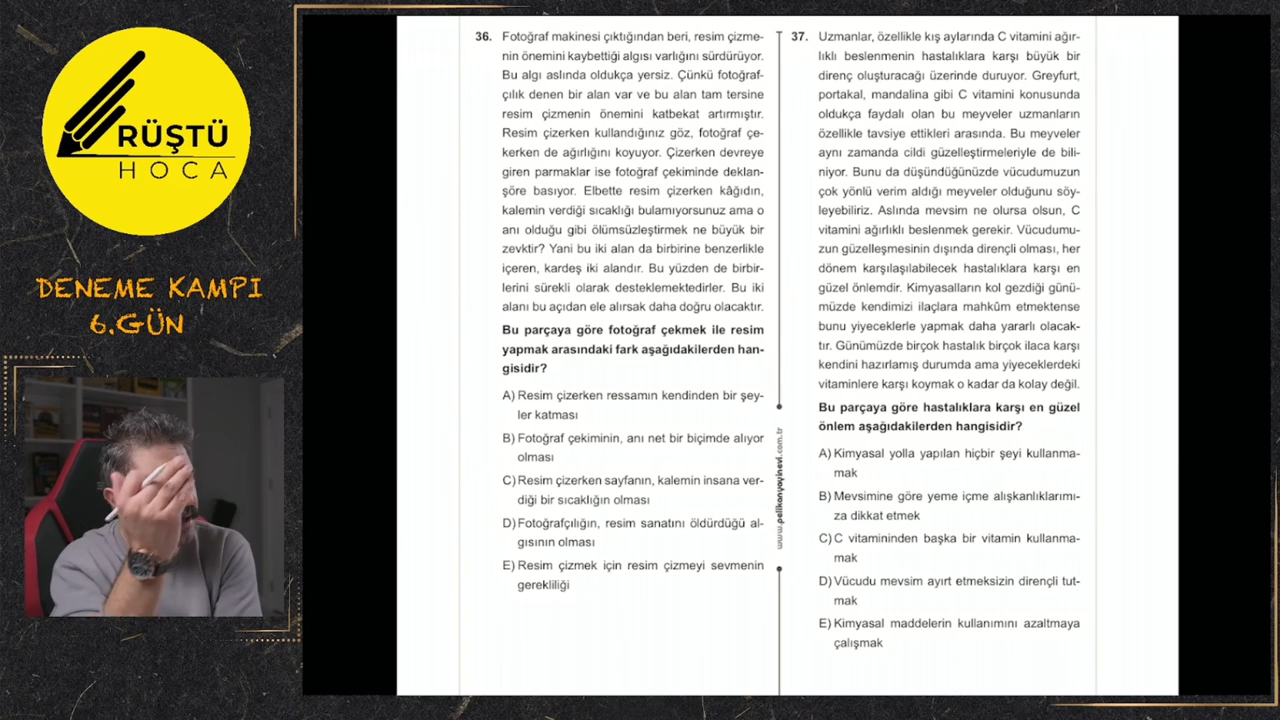 RÜŞTÜ
HOCA
DENEME KAMPI
6.GÜN
36. Fotoğraf makinesi çıktığından beri, resim çizme-
nin önemini kaybettiği algısı varlığını sürdürüyor.
Bu algı aslında oldukça yersiz. Çünkü fotoğraf-
çılık denen bir alan var ve bu alan tam tersine
resim çizmenin önemini katbekat artırmıştır.
Resim çizerken kullandığınız göz, fotoğraf çe-
kerken de ağırlığını koyuyor. Çizerken devreye
giren parmaklar ise fotoğraf çekiminde deklan-
şöre basıyor. Elbette resim çizerken kâğıdın,
kalemin verdiği sıcaklığı bulamıyorsunuz ama o
anı olduğu gibi ölümsüzleştirmek ne büyük bir
zevktir? Yani bu iki alan da birbirine benzerlikle
içeren, kardeş iki alandır. Bu yüzden de birbir-
lerini sürekli olarak desteklemektedirler. Bu iki
alanı bu açıdan ele alırsak daha doğru olacaktır.
Bu parçaya göre fotoğraf çekmek ile resim
yapmak arasındaki fark aşağıdakilerden han-
gisidir?
A) Resim çizerken ressamın kendinden bir şey-
ler katması
B) Fotoğraf çekiminin, anı net bir biçimde alıyor
olması
C) Resim çizerken sayfanın, kalemin insana ver-
diği bir sıcaklığın olması
D) Fotoğrafçılığın, resim sanatını öldürdüğü al-
gısının olması
E) Resim çizmek için resim çizmeyi sevmenin
gerekliliği
www.pelikanyayinevi.com.tr
37. Uzmanlar, özellikle kış aylarında C vitamini ağır-
lıklı beslenmenin hastalıklara karşı büyük bir
direnç oluşturacağı üzerinde duruyor. Greyfurt,
portakal, mandalina gibi C vitamini konusunda
oldukça faydalı olan bu meyveler uzmanların
özellikle tavsiye ettikleri arasında. Bu meyveler
aynı zamanda cildi güzelleştirmeleriyle de bili-
niyor. Bunu da düşündüğünüzde vücudumuzun
çok yönlü verim aldığı meyveler olduğunu söy-
leyebiliriz. Aslında mevsim ne olursa olsun, C
vitamini ağırlıklı beslenmek gerekir. Vücudumu-
zun güzelleşmesinin dışında dirençli olması, her
dönem karşılaşılabilecek hastalıklara karşı en
güzel önlemdir. Kimyasalların kol gezdiği günü-
müzde kendimizi ilaçlara mahkûm etmektense
bunu yiyeceklerle yapmak daha yararlı olacak-
tır. Günümüzde birçok hastalık birçok ilaca karşı
kendini hazırlamış durumda ama yiyeceklerdeki
vitaminlere karşı koymak o kadar da kolay değil.
Bu parçaya göre hastalıklara karşı en güzel
önlem aşağıdakilerden hangisidir?
A) Kimyasal yolla yapılan hiçbir şeyi kullanma-
mak
B) Mevsimine göre yeme içme alışkanlıklarımı-
za dikkat etmek
C) C vitamininden başka bir vitamin kullanma-
mak
D) Vücudu mevsim ayırt etmeksizin dirençli tut-
mak
E) Kimyasal maddelerin kullanımını azaltmaya
çalışmak